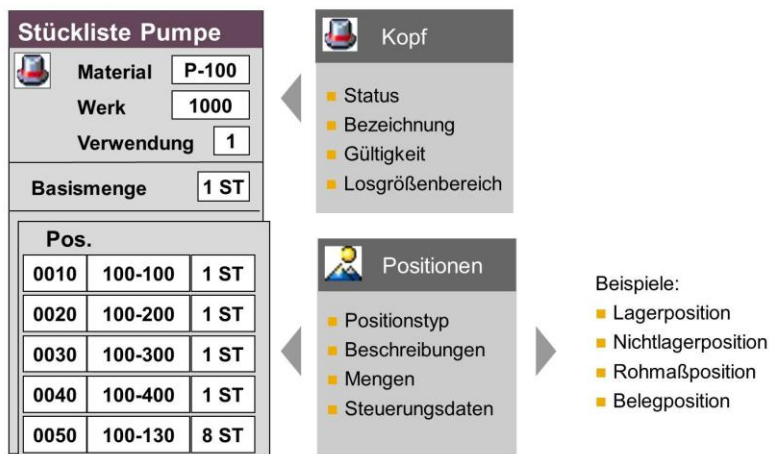 Stückliste Pumpe
Material P-100
Werk 1000
Verwendung 1
Basismenge 1 ST
Pos.
0010 100-100 1 ST
0020 100-200 1 ST
0030 100-300 1 ST
0040 100-400 1 ST
0050 100-130 8 ST
Kopf
Status
Bezeichnung
Gültigkeit
Losgrößenbereich
Positionen
Positionstyp
Beschreibungen
Mengen
Steuerungsdaten
Beispiele:
Lagerposition
Nichtlagerposition
Rohmaßposition
Belegposition